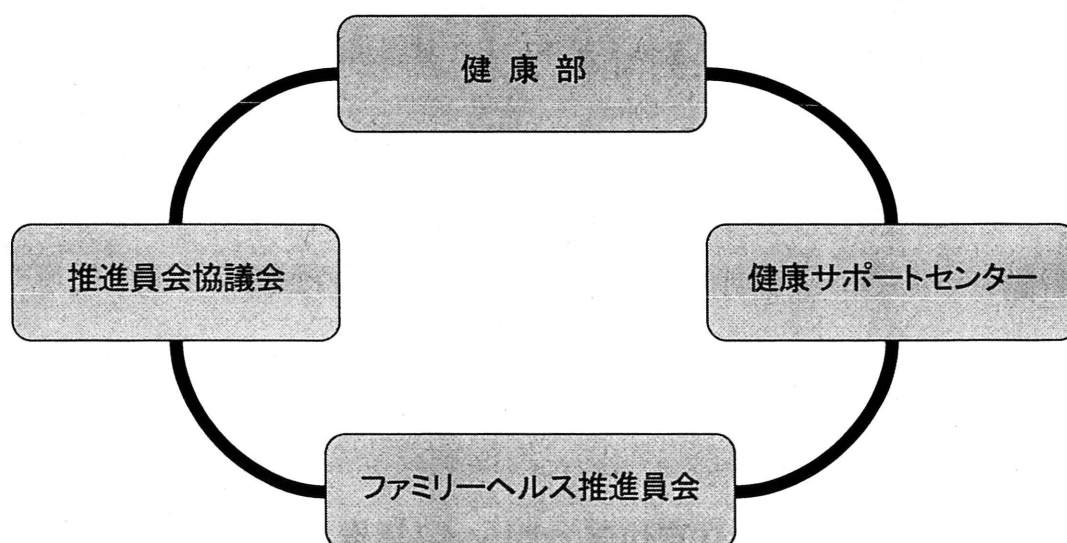 健康部
推進員会協議会
健康サポートセンター
ファミリーヘルス推進員会